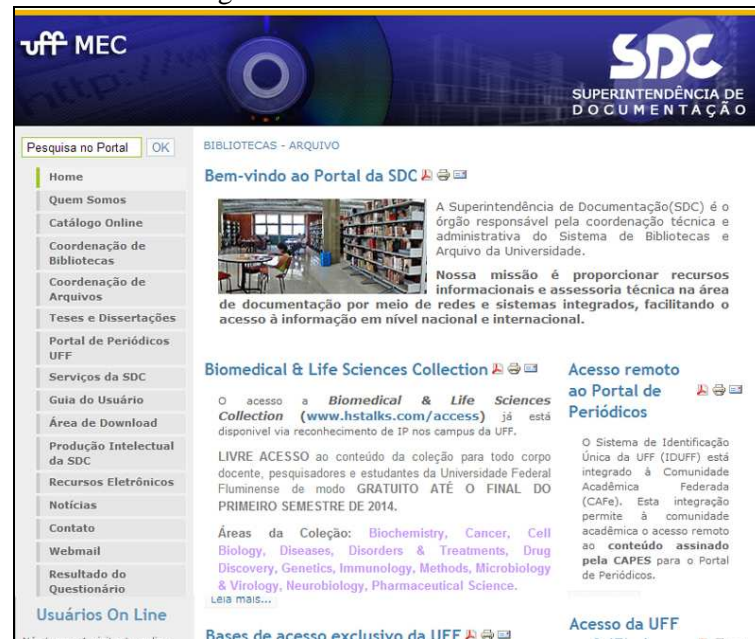 uff MEC
http://
SDC
SUPERINTENDÊNCIA DE
DOCUMENTAÇÃO
Pesquisa no Portal OK
Home
Quem Somos
Catálogo Online
Coordenação de
Bibliotecas
Coordenação de
Arquivos
Teses e Dissertações
Portal de Periódicos
UFF
Serviços da SDC
Guia do Usuário
Área de Download
Produção Intelectual
da SDC
Recursos Eletrônicos
Notícias
Contato
Webmail
Resultado do
Questionário
Usuários On Line
BIBLIOTECAS - ARQUIVO
Bem-vindo ao Portal da SDC
A Superintendência de Documentação(SDC) é o
órgão responsável pela coordenação técnica e
administrativa do Sistema de Bibliotecas e
Arquivo da Universidade.
Nossa missão é proporcionar recursos
informacionais e assessoria técnica na área
de documentação por meio de redes e sistemas integrados, facilitando o
acesso à informação em nível nacional e internacional.
Biomedical & Life Sciences Collection
O acesso a Biomedical & Life Sciences
Collection (www.hstalks.com/access) já está
disponivel via reconhecimento de IP nos campus da UFF.
LIVRE ACESSO ao conteúdo da coleção para todo corpo
docente, pesquisadores e estudantes da Universidade Federal
Fluminense de modo GRATUITO ATÉ O FINAL DO
PRIMEIRO SEMESTRE DE 2014.
Áreas da Coleção: Biochemistry, Cancer, Cell
Biology, Diseases, Disorders & Treatments, Drug
Discovery, Genetics, Immunology, Methods, Microbiology
& Virology, Neurobiology, Pharmaceutical Science.
Leia mais...
Bases de acesso exclusivo da UFF
Acesso remoto
ao Portal de
Periódicos
O Sistema de Identificação
Única da UFF (IDUFF) está
integrado à Comunidade
Acadêmica Federada
(CAFe). Esta integração
permite à comunidade
acadêmica o acesso remoto
ao conteúdo assinado
pela CAPES para o Portal
de Periódicos.
Acesso da UFF